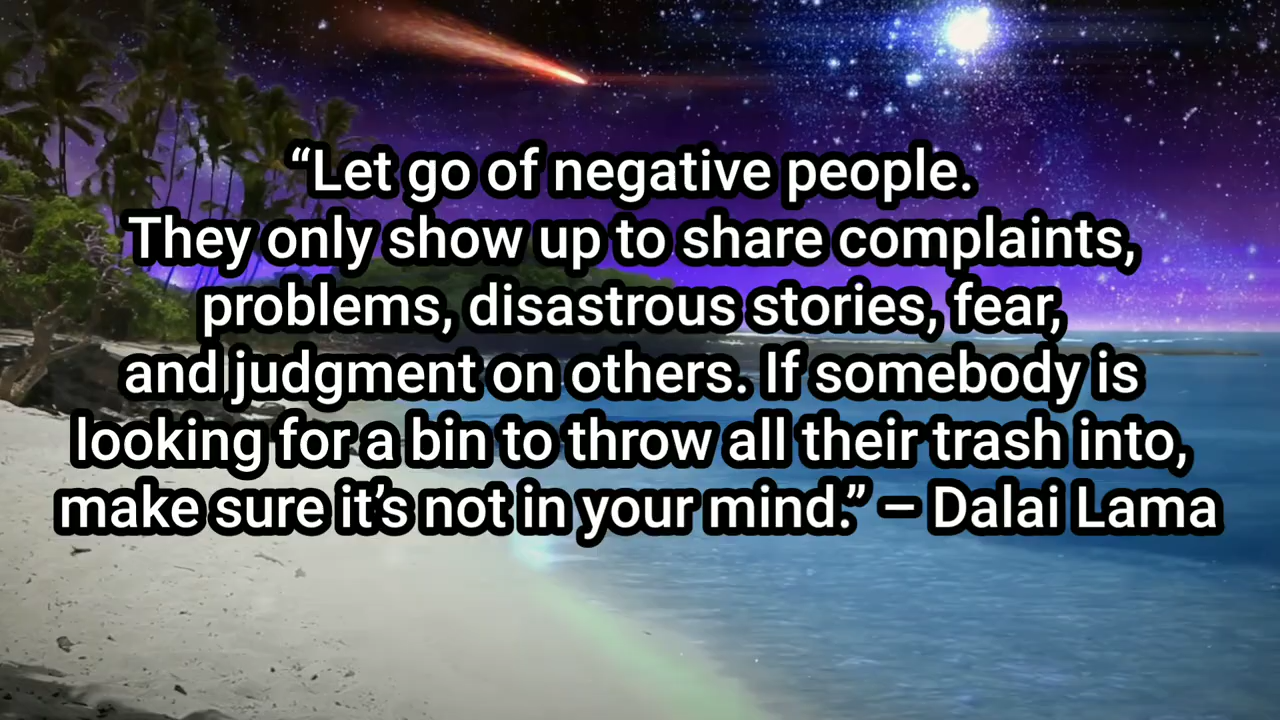 “Let go of negative people.
They only show up to share complaints,
problems, disastrous stories, fear,
and judgment on others. If somebody is
looking for a bin to throw all their trash into,
make sure it’s not in your mind.” – Dalai Lama